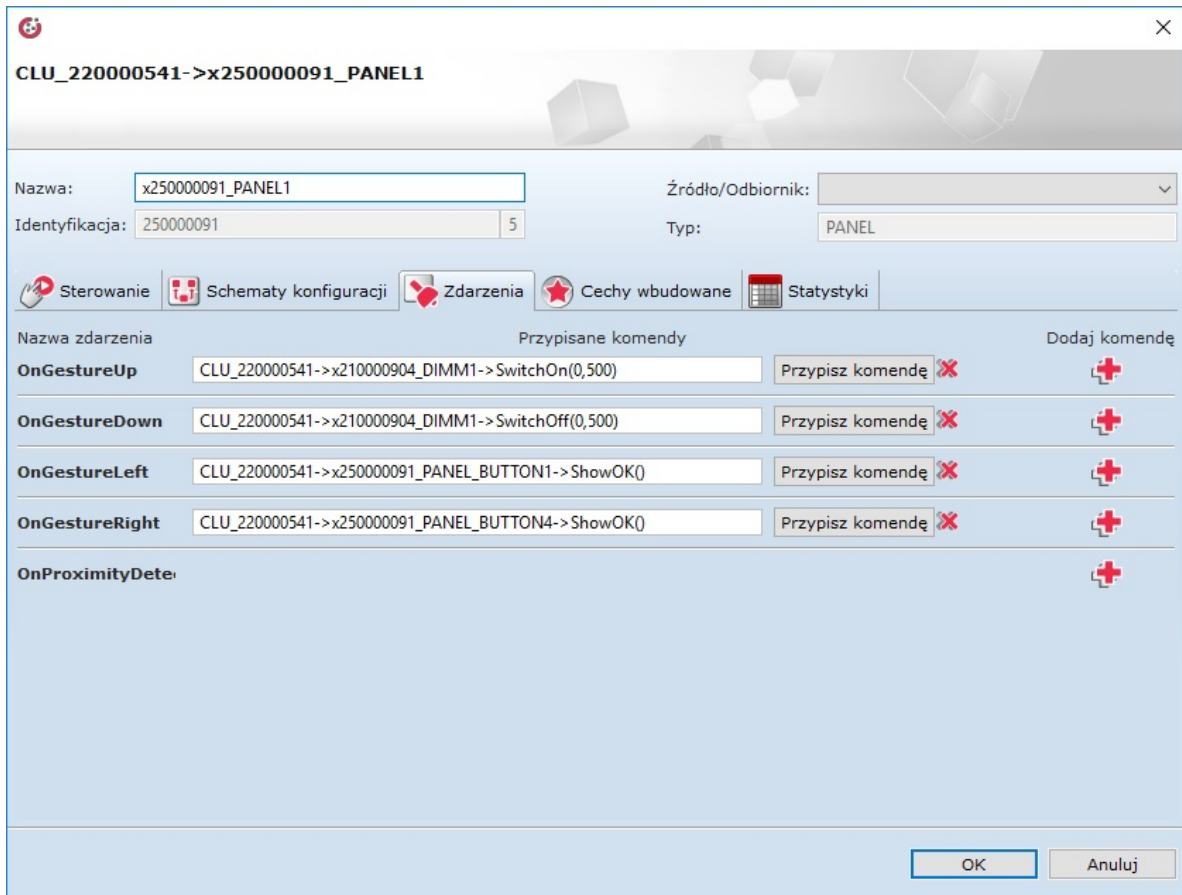 CLU_220000541->x250000091_PANEL1
Nazwa: x250000091_PANEL1 Źródło/Odbiornik:
Identyfikacja: 250000091 5 Typ: PANEL
Sterowanie Schematy konfiguracji Zdarzenia Cechy wbudowane Statystyki
Nazwa zdarzenia Przypisane komendy Dodaj komendę
OnGestureUp CLU_220000541->x210000904_DIMM1->SwitchOn(0,500) Przypisz komendę
OnGestureDown CLU_220000541->x210000904_DIMM1->SwitchOff(0,500) Przypisz komendę
OnGestureLeft CLU_220000541->x250000091_PANEL_BUTTON1->ShowOK() Przypisz komendę
OnGestureRight CLU_220000541->x250000091_PANEL_BUTTON4->ShowOK() Przypisz komendę
OnProximityDete
OK Anuluj